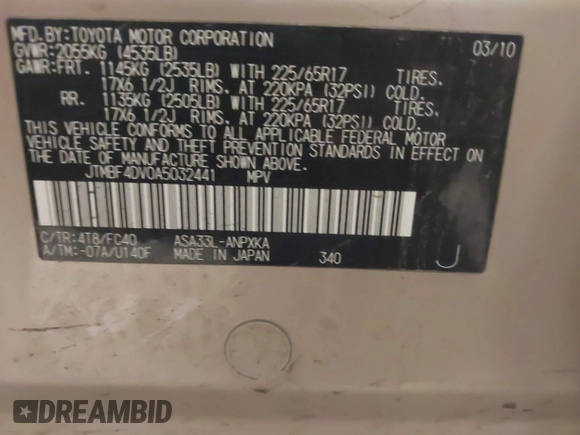 MFD.BY:TOYOTA MOTOR CORPORATION 03/10
GVWR:2055KG (4535LB)
GAWR:FRT. 1145KG (2535LB) WITH 225/65R17 TIRES,
17X6 1/2J RIMS, AT 220KPA (32PSI) COLD.
RR. 1135KG (2505LB) WITH 225/65R17 TIRES,
17X6 1/2J RIMS, AT 220KPA (32PSI) COLD.
THIS VEHICLE CONFORMS TO ALL APPLICABLE FEDERAL MOTOR
VEHICLE SAFETY AND THEFT PREVENTION STANDARDS IN EFFECT
ON THE DATE OF MANUFACTURE SHOWN ABOVE.
JTMBF4DV0A5032441 MPV
C/TR:4T8/FC40 ASA33L-ANPXKA
A/TM:-07A/U140F MADE IN JAPAN 340 J
DREAMBID